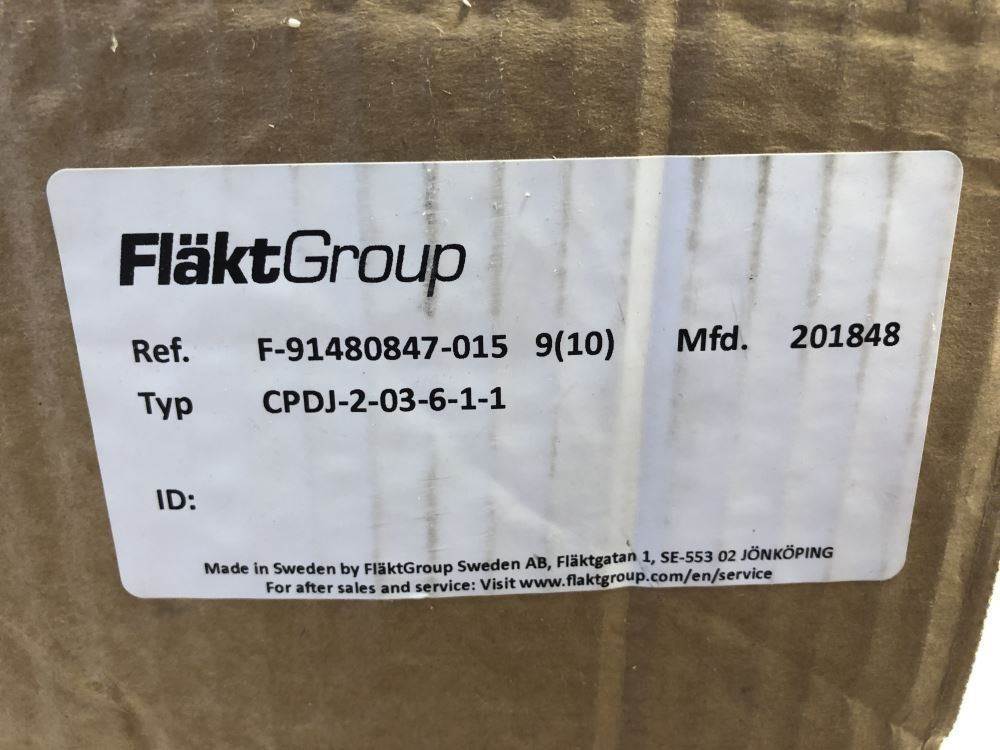 FläktGroup
Ref. F-91480847-015 9(10) Mfd. 201848
Typ CPDJ-2-03-6-1-1
ID:
Made in Sweden by FläktGroup Sweden AB, Fläktgatan 1, SE-553 02 JÖNKÖPING
For after sales and service: Visit www.flaktgroup.com/en/service